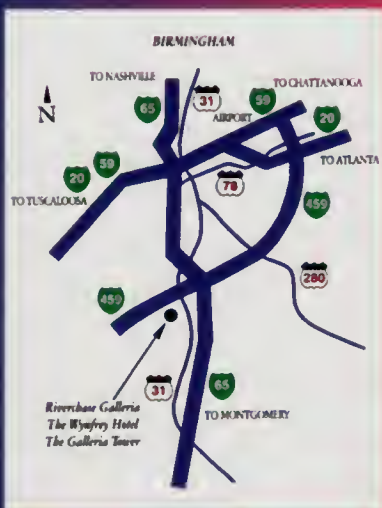 BIRMINGHAM
TO NASHVILLE
TO CHATTANOOGA
65
31
59
AIRPORT
20
N
TO ATLANTA
59
20
78
TO TUSCALOOSA
459
459
280
Riverchase Galleria
The Wynfrey Hotel
The Galleria Tower
31
65
TO MONTGOMERY